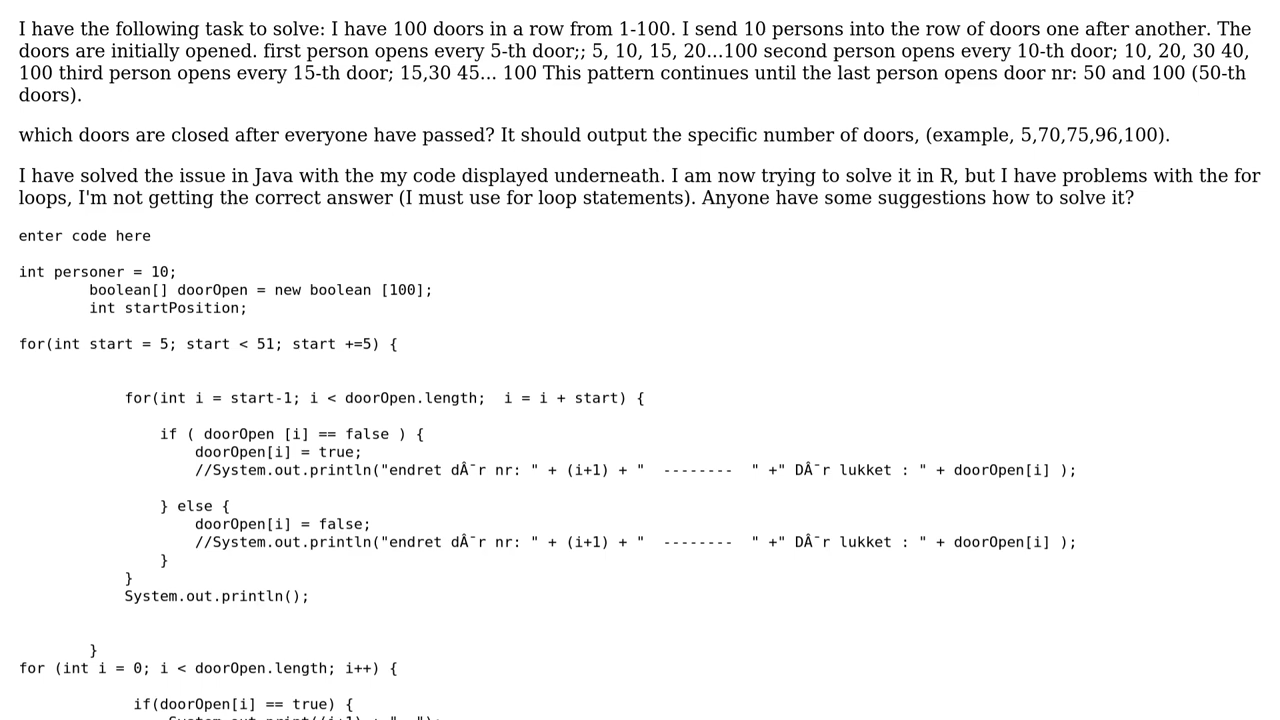 I have the following task to solve: I have 100 doors in a row from 1-100. I send 10 persons into the row of doors one after another. The
doors are initially opened. first person opens every 5-th door;; 5, 10, 15, 20...100 second person opens every 10-th door; 10, 20, 30 40,
100 third person opens every 15-th door; 15,30 45... 100 This pattern continues until the last person opens door nr: 50 and 100 (50-th
doors).
which doors are closed after everyone have passed? It should output the specific number of doors, (example, 5,70,75,96,100).
I have solved the issue in Java with the my code displayed underneath. I am now trying to solve it in R, but I have problems with the for
loops, I'm not getting the correct answer (I must use for loop statements). Anyone have some suggestions how to solve it?
enter code here
int personer = 10;
        boolean[] doorOpen = new boolean [100];
        int startPosition;
for(int start = 5; start < 51; start +=5) {
            for(int i = start-1; i < doorOpen.length;  i = i + start) {
                if ( doorOpen [i] == false ) {
                    doorOpen[i] = true;
                    //System.out.println("endret dÃ¯r nr: " + (i+1) + "  --------  " +" DÃ¯r lukket : " + doorOpen[i] );
                } else {
                    doorOpen[i] = false;
                    //System.out.println("endret dÃ¯r nr: " + (i+1) + "  --------  " +" DÃ¯r lukket : " + doorOpen[i] );
                }
            }
            System.out.println();
        }
for (int i = 0; i < doorOpen.length; i++) {
             if(doorOpen[i] == true) {